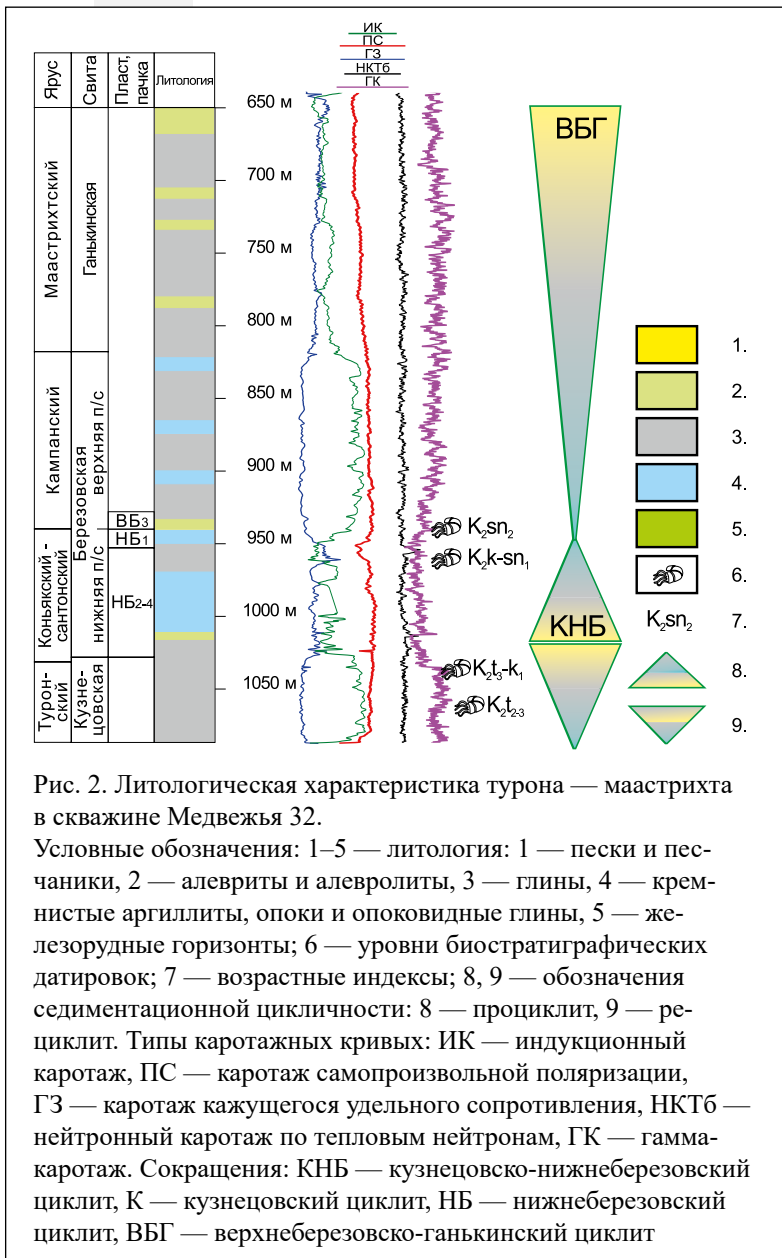 ИК
ПС
ГЗ
НКТб
ГК
Ярус
Свита
Пласт, пачка
Литология
Маастрихтский
Кампанский
Коньякский - сантонский
Турон-
ский
Ганькинская
Березовская
верхняя п/с
нижняя п/с
Кузне-
цовская
ВБ3
НБ1
НБ2-4
650 м
700 м
750 м
800 м
850 м
900 м
950 м
1000 м
1050 м
K2sn2
K2k-sn1
K2t3-k1
K2t2-3
ВБГ
КНБ
1.
2.
3.
4.
5.
6.
K2sn2 7.
8.
9.
Рис. 2. Литологическая характеристика турона — маастрихта
в скважине Медвежья 32.
Условные обозначения: 1–5 — литология: 1 — пески и пес-
чаники, 2 — алевриты и алевролиты, 3 — глины, 4 — крем-
нистые аргиллиты, опоки и опоковидные глины, 5 — же-
лезорудные горизонты; 6 — уровни биостратиграфических
датировок; 7 — возрастные индексы; 8, 9 — обозначения
седиментационной цикличности: 8 — проциклит, 9 — ре-
циклит. Типы каротажных кривых: ИК — индукционный
каротаж, ПС — каротаж самопроизвольной поляризации,
ГЗ — каротаж кажущегося удельного сопротивления, НКТб —
нейтронный каротаж по тепловым нейтронам, ГК — гамма-
каротаж. Сокращения: КНБ — кузнецовско-нижнеберезовский
циклит, К — кузнецовский циклит, НБ — нижнеберезовский
циклит, ВБГ — верхнеберезовско-ганькинский циклит